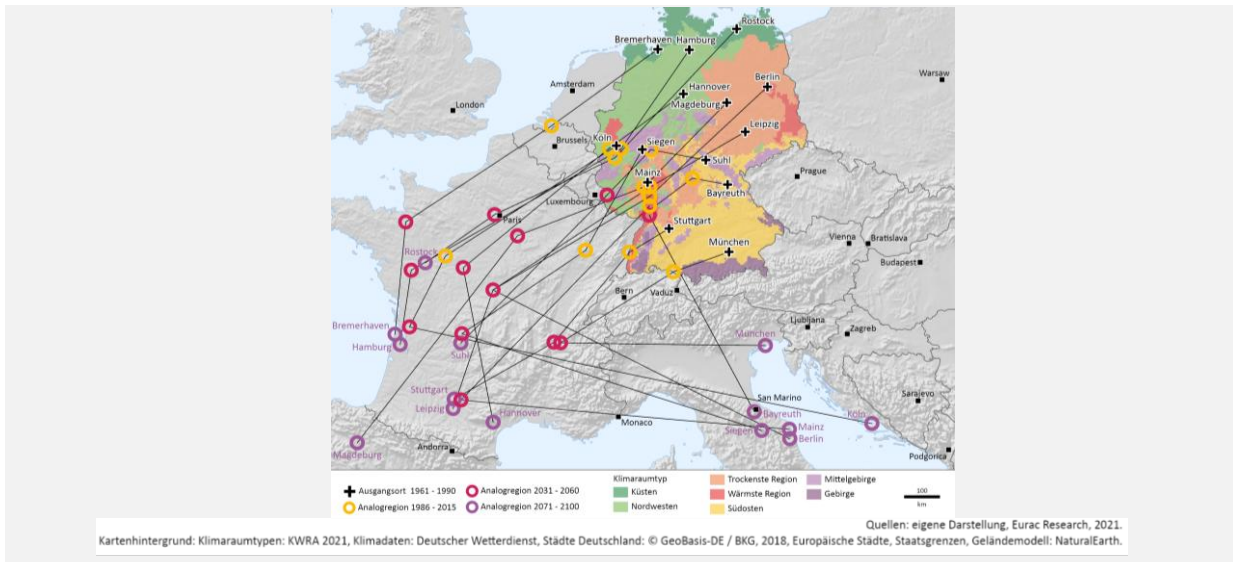 Rostock
Bremerhaven
Hamburg
Warsaw
Berlin
Amsterdam
Hannover
Magdeburg
London
Leipzig
Köln
Siegen
Brussels
Suhl
Mainz
Prague
Bayreuth
Luxembourg
Paris
Stuttgart
Vienna
Bratislava
München
Rostock
Budapest
Bern
Vaduz
Ljubljana
Bremerhaven
Zagreb
München
Hamburg
Suhl
Stuttgart
San Marino
Sarajevo
Leipzig
Hannover
Bayreuth
Köln
Monaco
Siegen
Mainz
Berlin
Andorra
Magdeburg
Podgorica
Klimaraumtyp
Ausgangsort 1961 - 1990
Analogregion 2031 - 2060
Analogregion 1986 - 2015
Analogregion 2071 - 2100
Küsten
Nordwesten
Trockenste Region
Wärmste Region
Südosten
Mittelgebirge
Gebirge
100
km
Quellen: eigene Darstellung, Eurac Research, 2021.
Kartenhintergrund: Klimaraumtypen: KWRA 2021, Klimadaten: Deutscher Wetterdienst, Städte Deutschland: © GeoBasis-DE / BKG, 2018, Europäische Städte, Staatsgrenzen, Geländemodell: NaturalEarth.